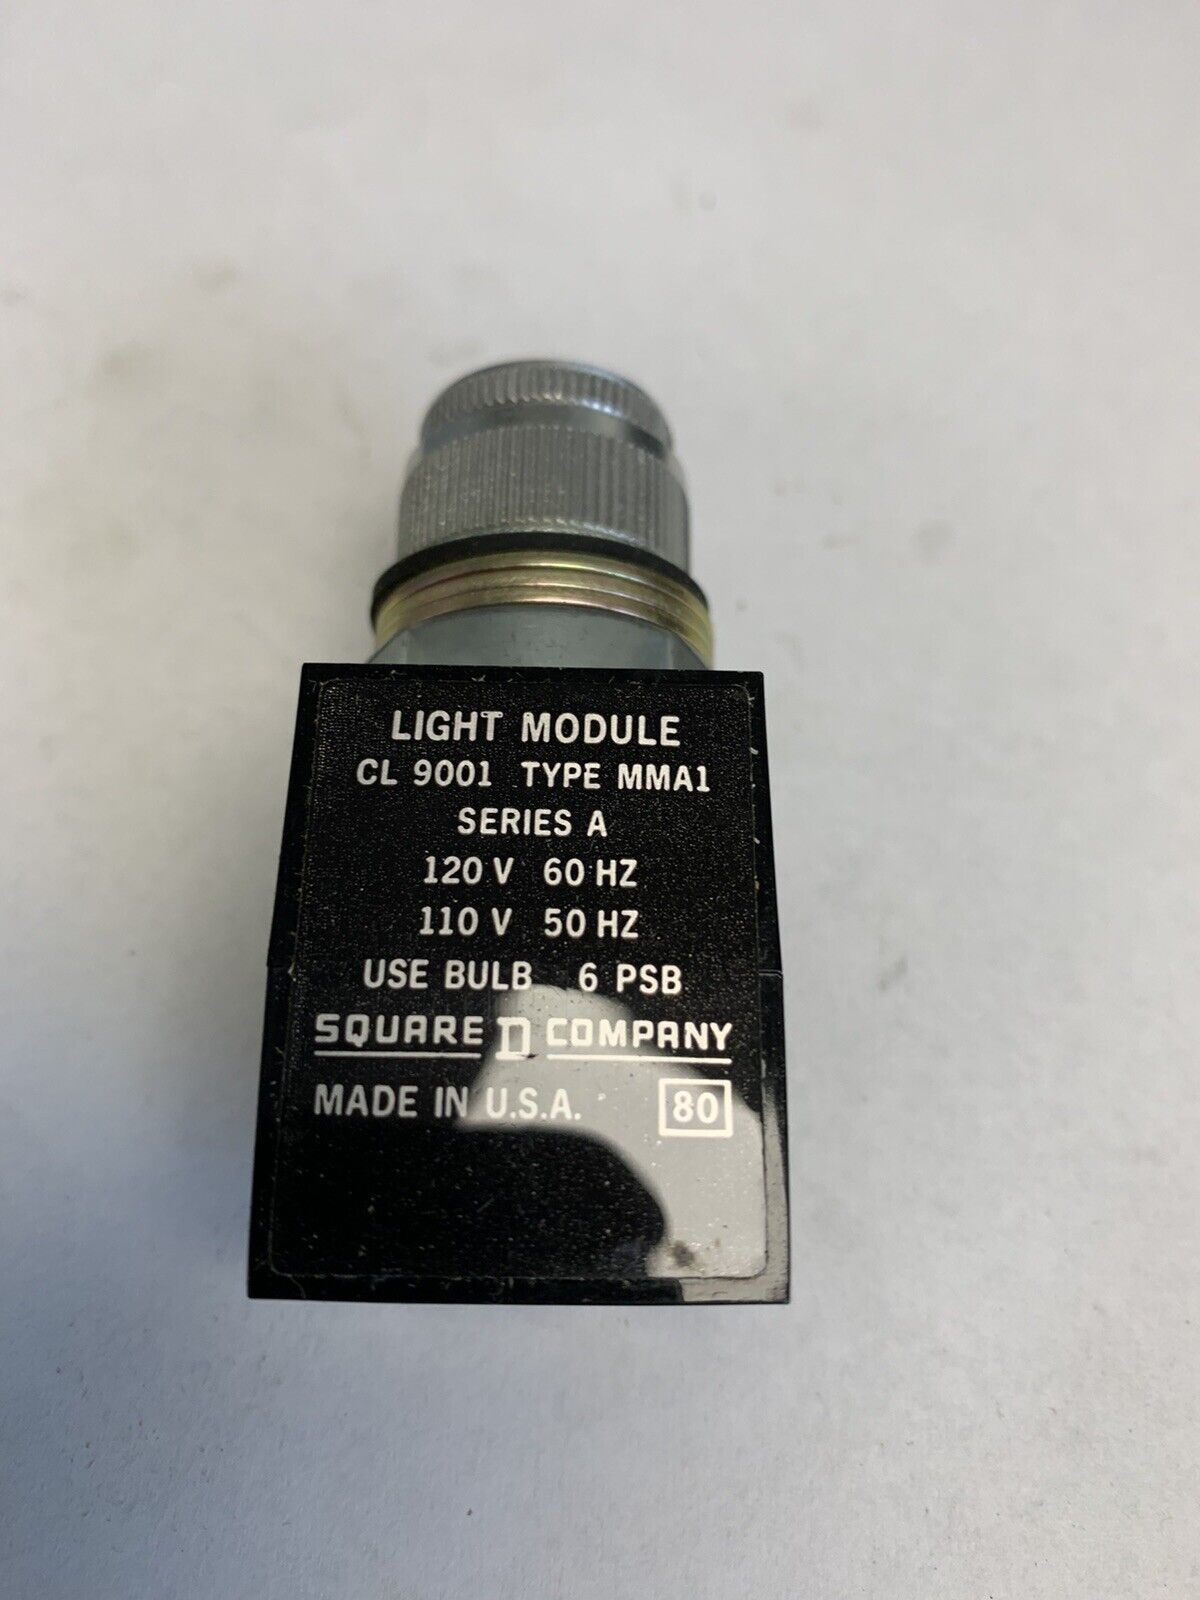 LIGHT MODULE
CL 9001 TYPE MMA1
SERIES A
120 V 60 HZ
110 V 50 HZ
USE BULB 6 PSB
SQUARE D COMPANY
MADE IN U.S.A. 80